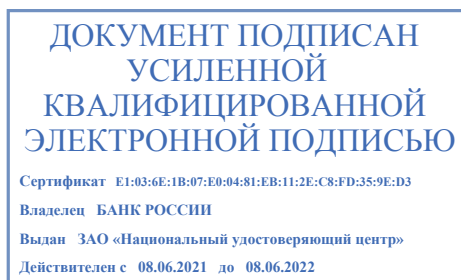 ДОКУМЕНТ ПОДПИСАН
УСИЛЕННОЙ
КВАЛИФИЦИРОВАННОЙ
ЭЛЕКТРОННОЙ ПОДПИСЬЮ
Сертификат E1:03:6E:1B:07:E0:04:81:EB:11:2E:C8:FD:35:9E:D3
Владелец БАНК РОССИИ
Выдан ЗАО «Национальный удостоверяющий центр»
Действителен с 08.06.2021 до 08.06.2022